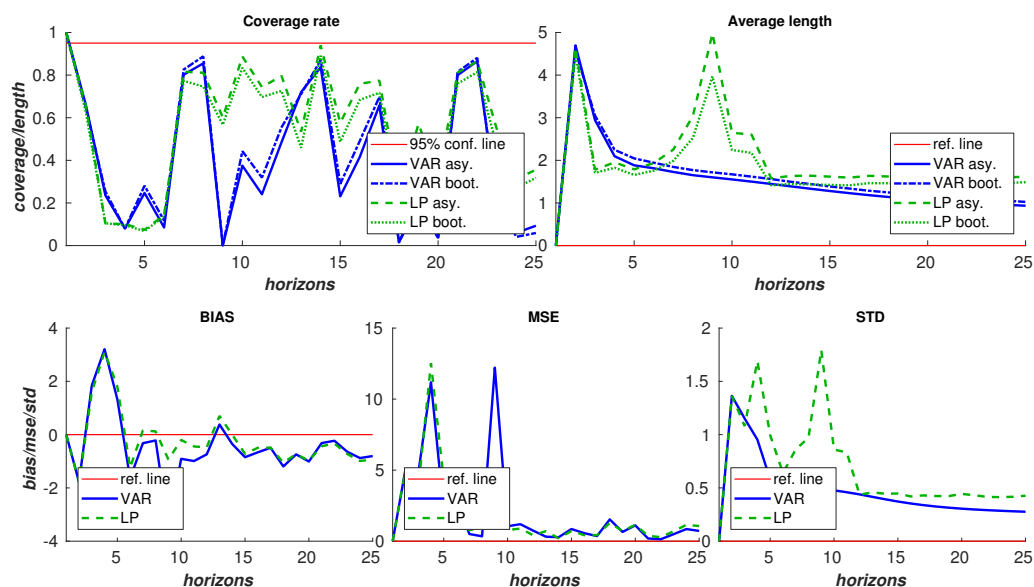 Coverage rate
Average length
1
0.8
0.6
0.4
0.2
0
5
10
15
20
25
coverage/length
horizons
95% conf. line
VAR asy.
VAR boot.
LP asy.
LP boot.
5
4
3
2
1
0
5
10
15
20
25
horizons
ref. line
VAR asy.
VAR boot.
LP asy.
LP boot.
BIAS
MSE
STD
4
2
0
-2
-4
5
10
15
20
25
bias/mse/std
horizons
ref. line
VAR
LP
15
10
5
0
5
10
15
20
25
horizons
ref. line
VAR
LP
2
1.5
1
0.5
0
5
10
15
20
25
horizons
ref. line
VAR
LP